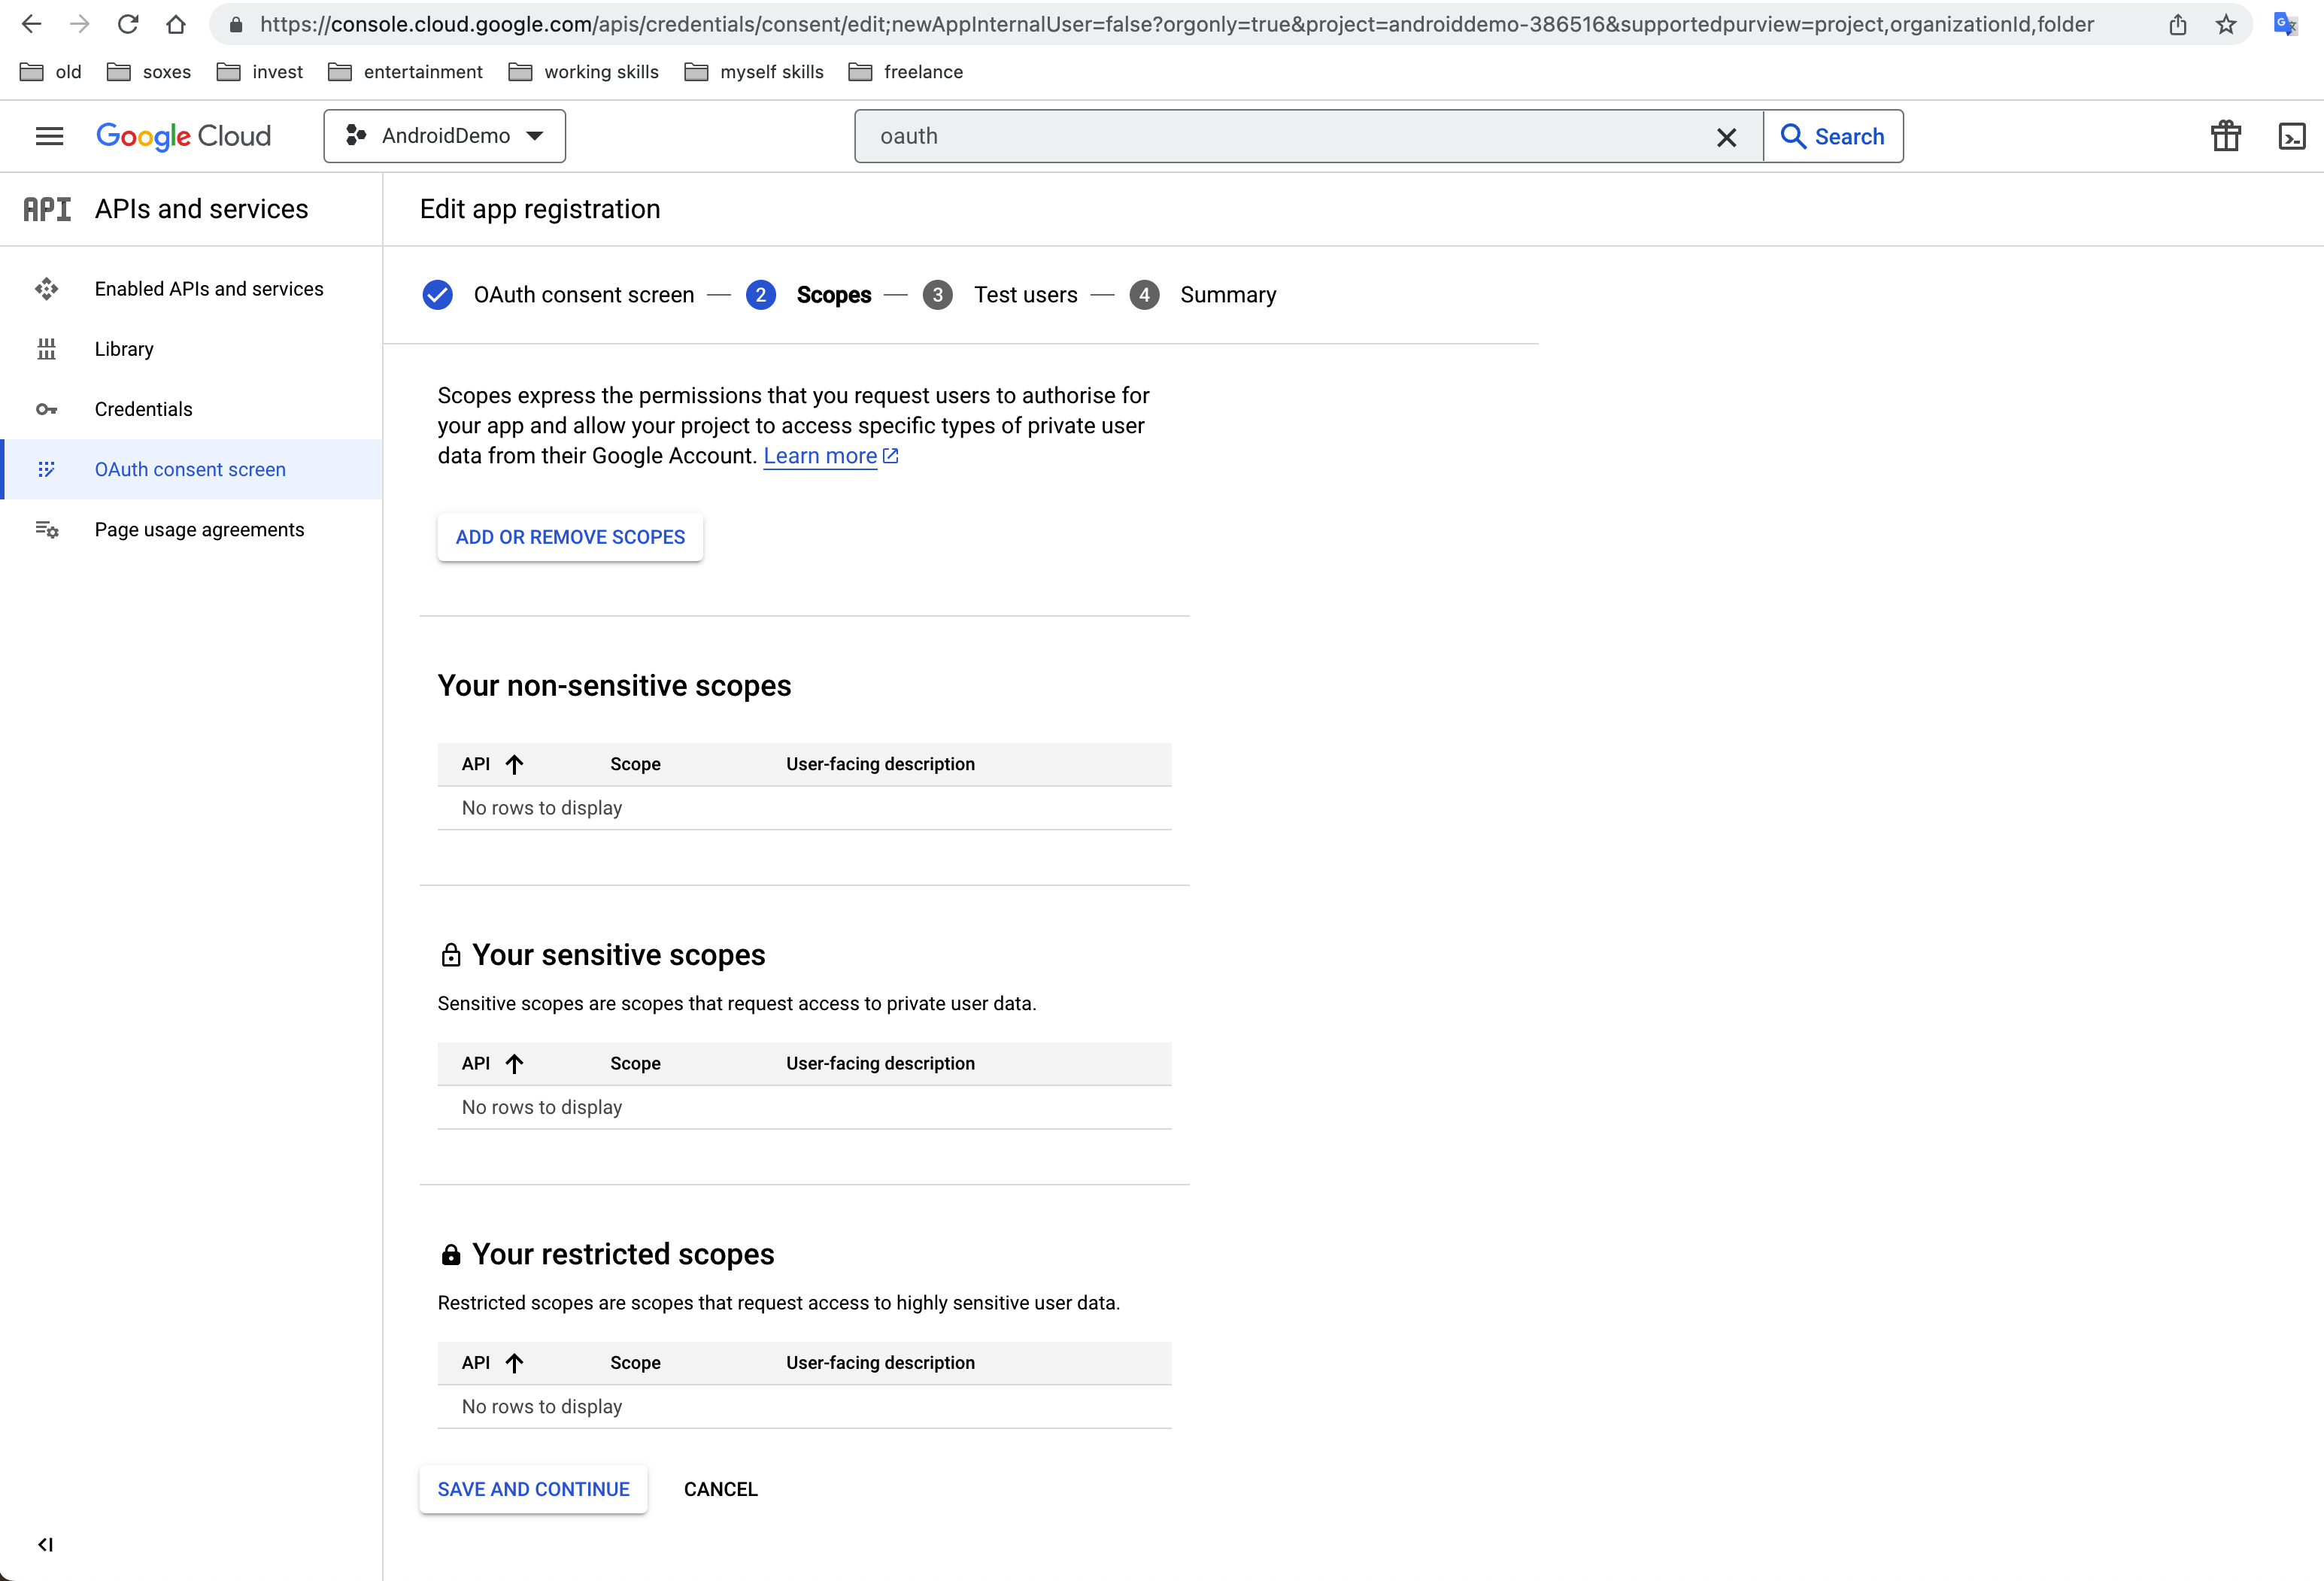 https://console.cloud.google.com/apis/credentials/consent/edit;newAppInternalUser=false?orgonly=true&project=androiddemo-386516&supportedpurview=project,organizationId,folder
old soxes invest entertainment working skills myself skills freelance
Google Cloud AndroidDemo oauth Search
API APIs and services
Edit app registration
Enabled APIs and services
Library
Credentials
OAuth consent screen
Page usage agreements
OAuth consent screen — 2 Scopes — 3 Test users — 4 Summary
Scopes express the permissions that you request users to authorise for
your app and allow your project to access specific types of private user
data from their Google Account. Learn more
ADD OR REMOVE SCOPES
Your non-sensitive scopes
API Scope User-facing description
No rows to display
Your sensitive scopes
Sensitive scopes are scopes that request access to private user data.
API Scope User-facing description
No rows to display
Your restricted scopes
Restricted scopes are scopes that request access to highly sensitive user data.
API Scope User-facing description
No rows to display
SAVE AND CONTINUE CANCEL